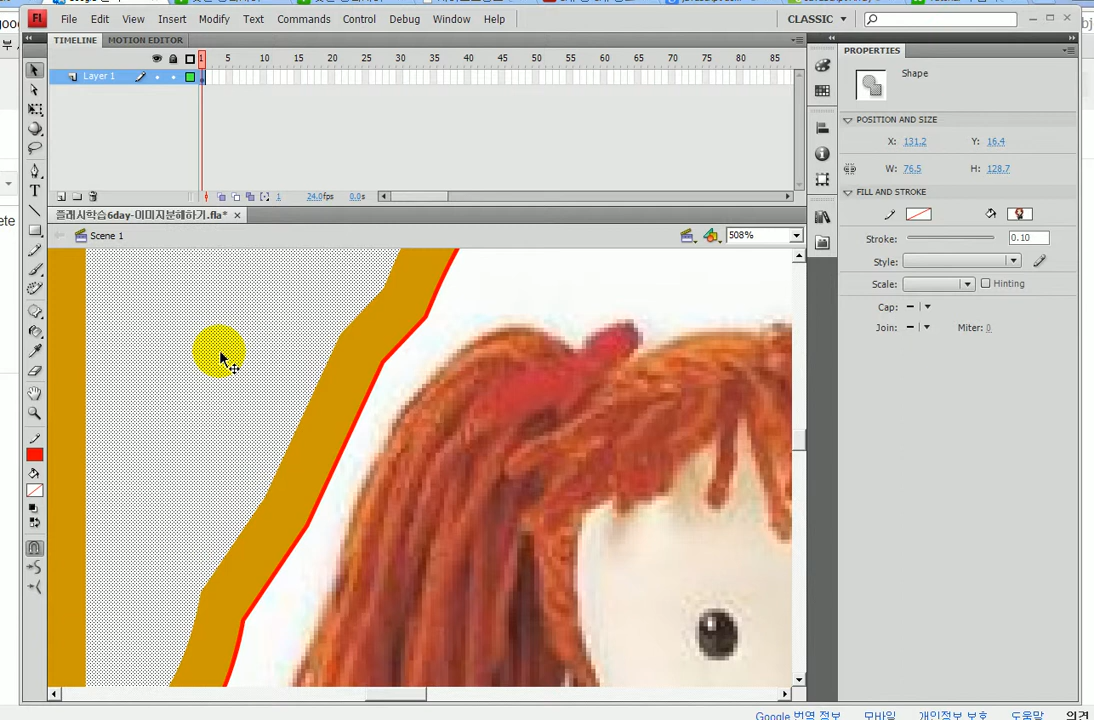 Fl File Edit View Insert Modify Text Commands Control Debug Window Help CLASSIC
TIMELINE MOTION EDITOR
1 5 10 15 20 25 30 35 40 45 50 55 60 65 70 75 80 85
Layer 1
1 24.0fps 0.0s
플래시학습6day-이미지분해하기.fla*
Scene 1 508%
PROPERTIES
Shape
POSITION AND SIZE
X: 131.2 Y: 16.4
W: 76.5 H: 128.7
FILL AND STROKE
Stroke: 0.10
Style:
Scale: Hinting
Cap:
Join: Miter: 0
ete
Google 번역 정보 모바일 개인정보 보호 도움말 의견